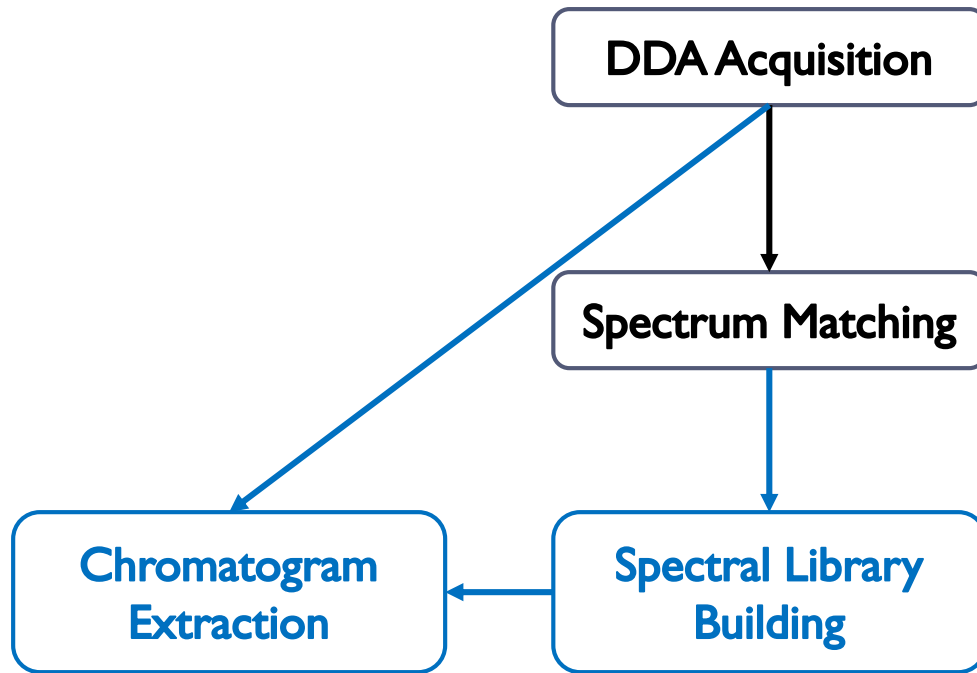 DDA Acquisition
Spectrum Matching
Chromatogram
Extraction
Spectral Library
Building